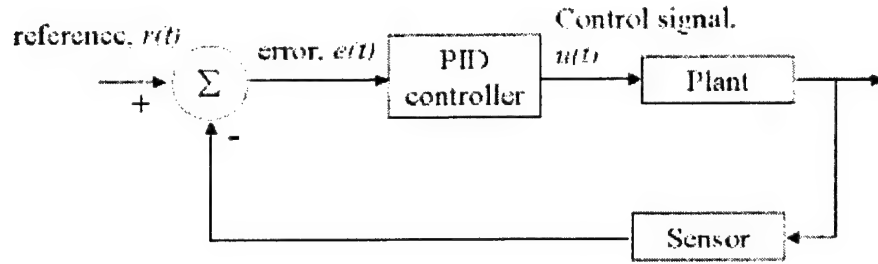 reference, r(t)
+
Σ
-
error, e(t)
PID
controller
Control signal.
u(t)
Plant
Sensor